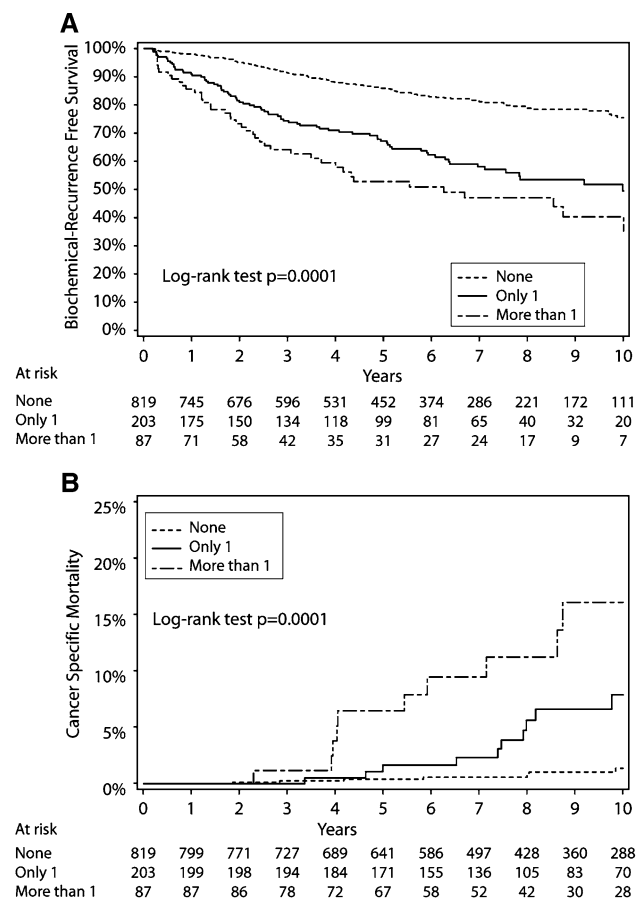 A
Biochemical-Recurrence Free Survival
100%
90%
80%
70%
60%
50%
40%
30%
20%
10%
0%
Log-rank test p=0.0001
None
Only 1
More than 1
0 1 2 3 4 5 6 7 8 9 10
At risk
Years
None 819 745 676 596 531 452 374 286 221 172 111
Only 1 203 175 150 134 118 99 81 65 40 32 20
More than 1 87 71 58 42 35 31 27 24 17 9 7
B
Cancer Specific Mortality
25%
20%
15%
10%
5%
0%
None
Only 1
More than 1
Log-rank test p=0.0001
0 1 2 3 4 5 6 7 8 9 10
At risk
Years
None 819 799 771 727 689 641 586 497 428 360 288
Only 1 203 199 198 194 184 171 155 136 105 83 70
More than 1 87 87 86 78 72 67 58 52 42 30 28